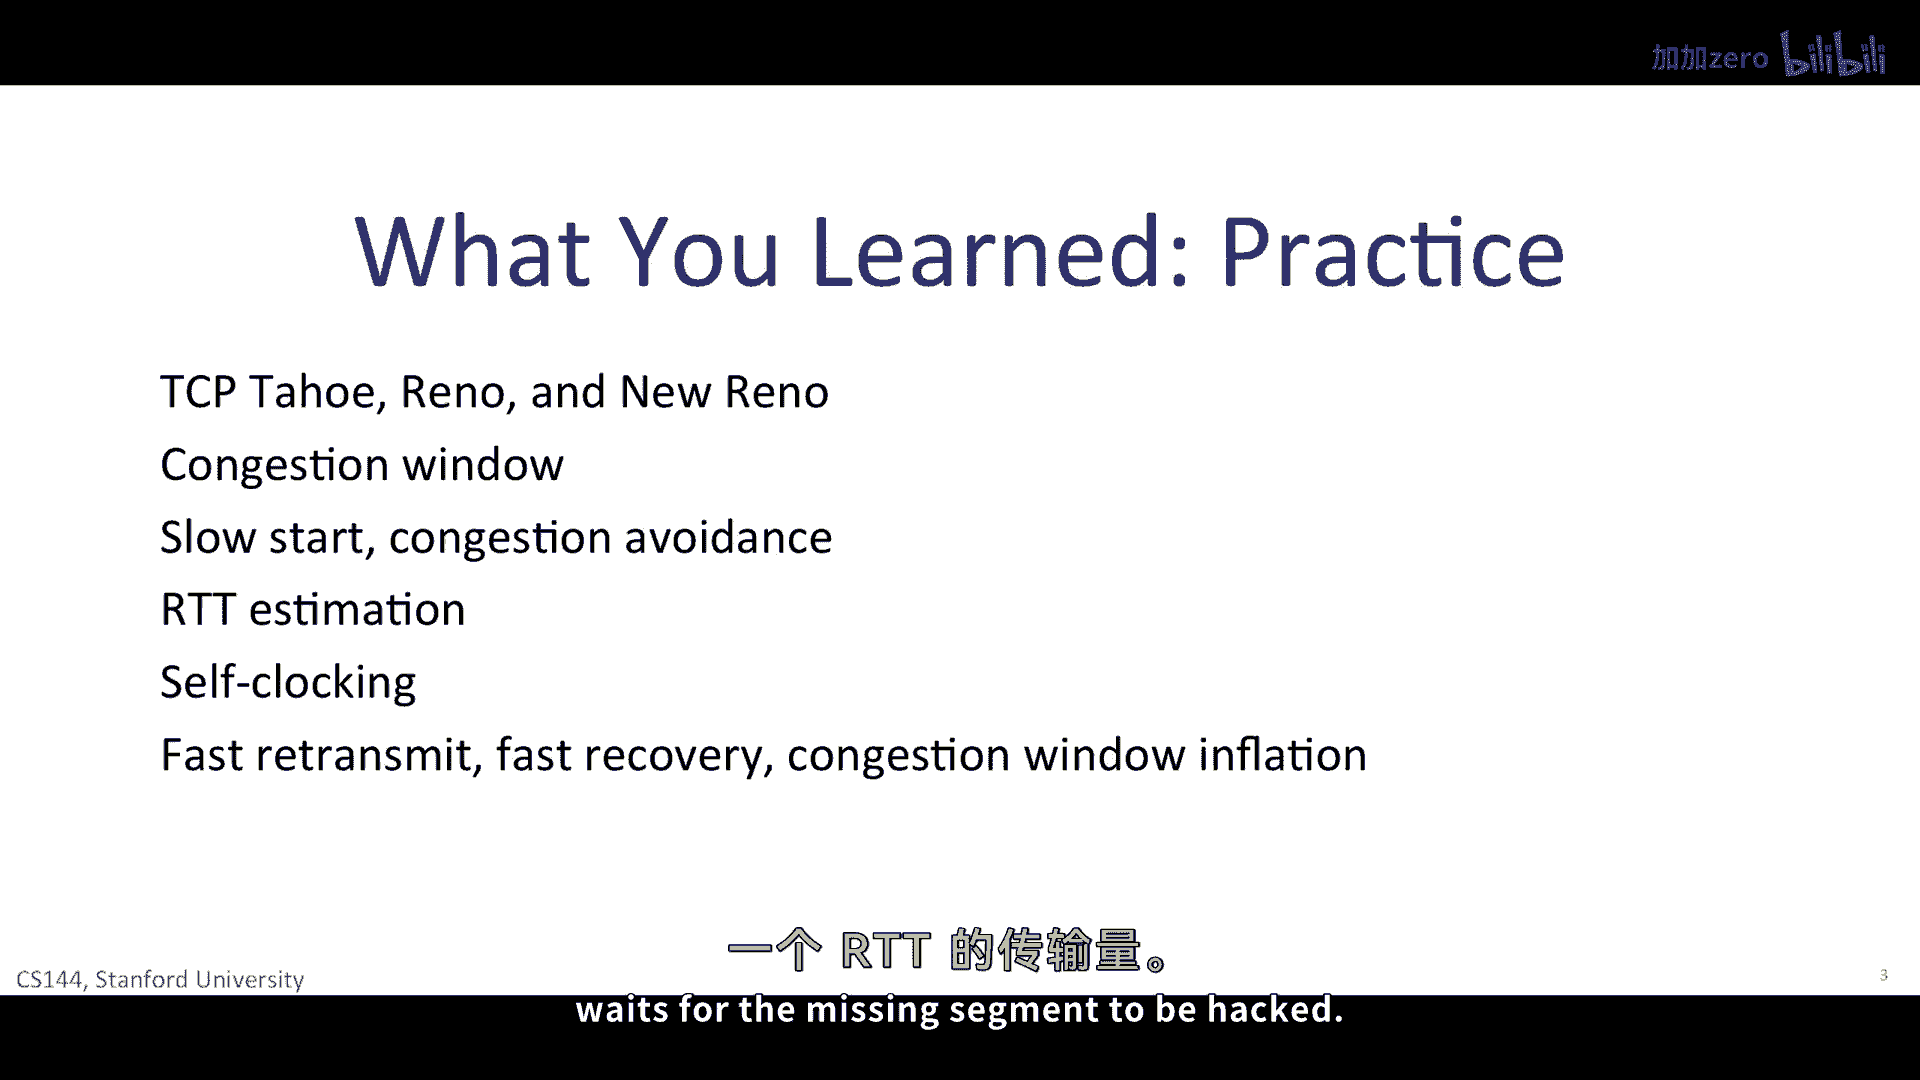 加加zero bilibili
What You Learned: Practice
TCP Tahoe, Reno, and New Reno
Congestion window
Slow start, congestion avoidance
RTT estimation
Self-clocking
Fast retransmit, fast recovery, congestion window inflation
一个 RTT 的传输量。
CS144, Stanford University
3
waits for the missing segment to be hacked.